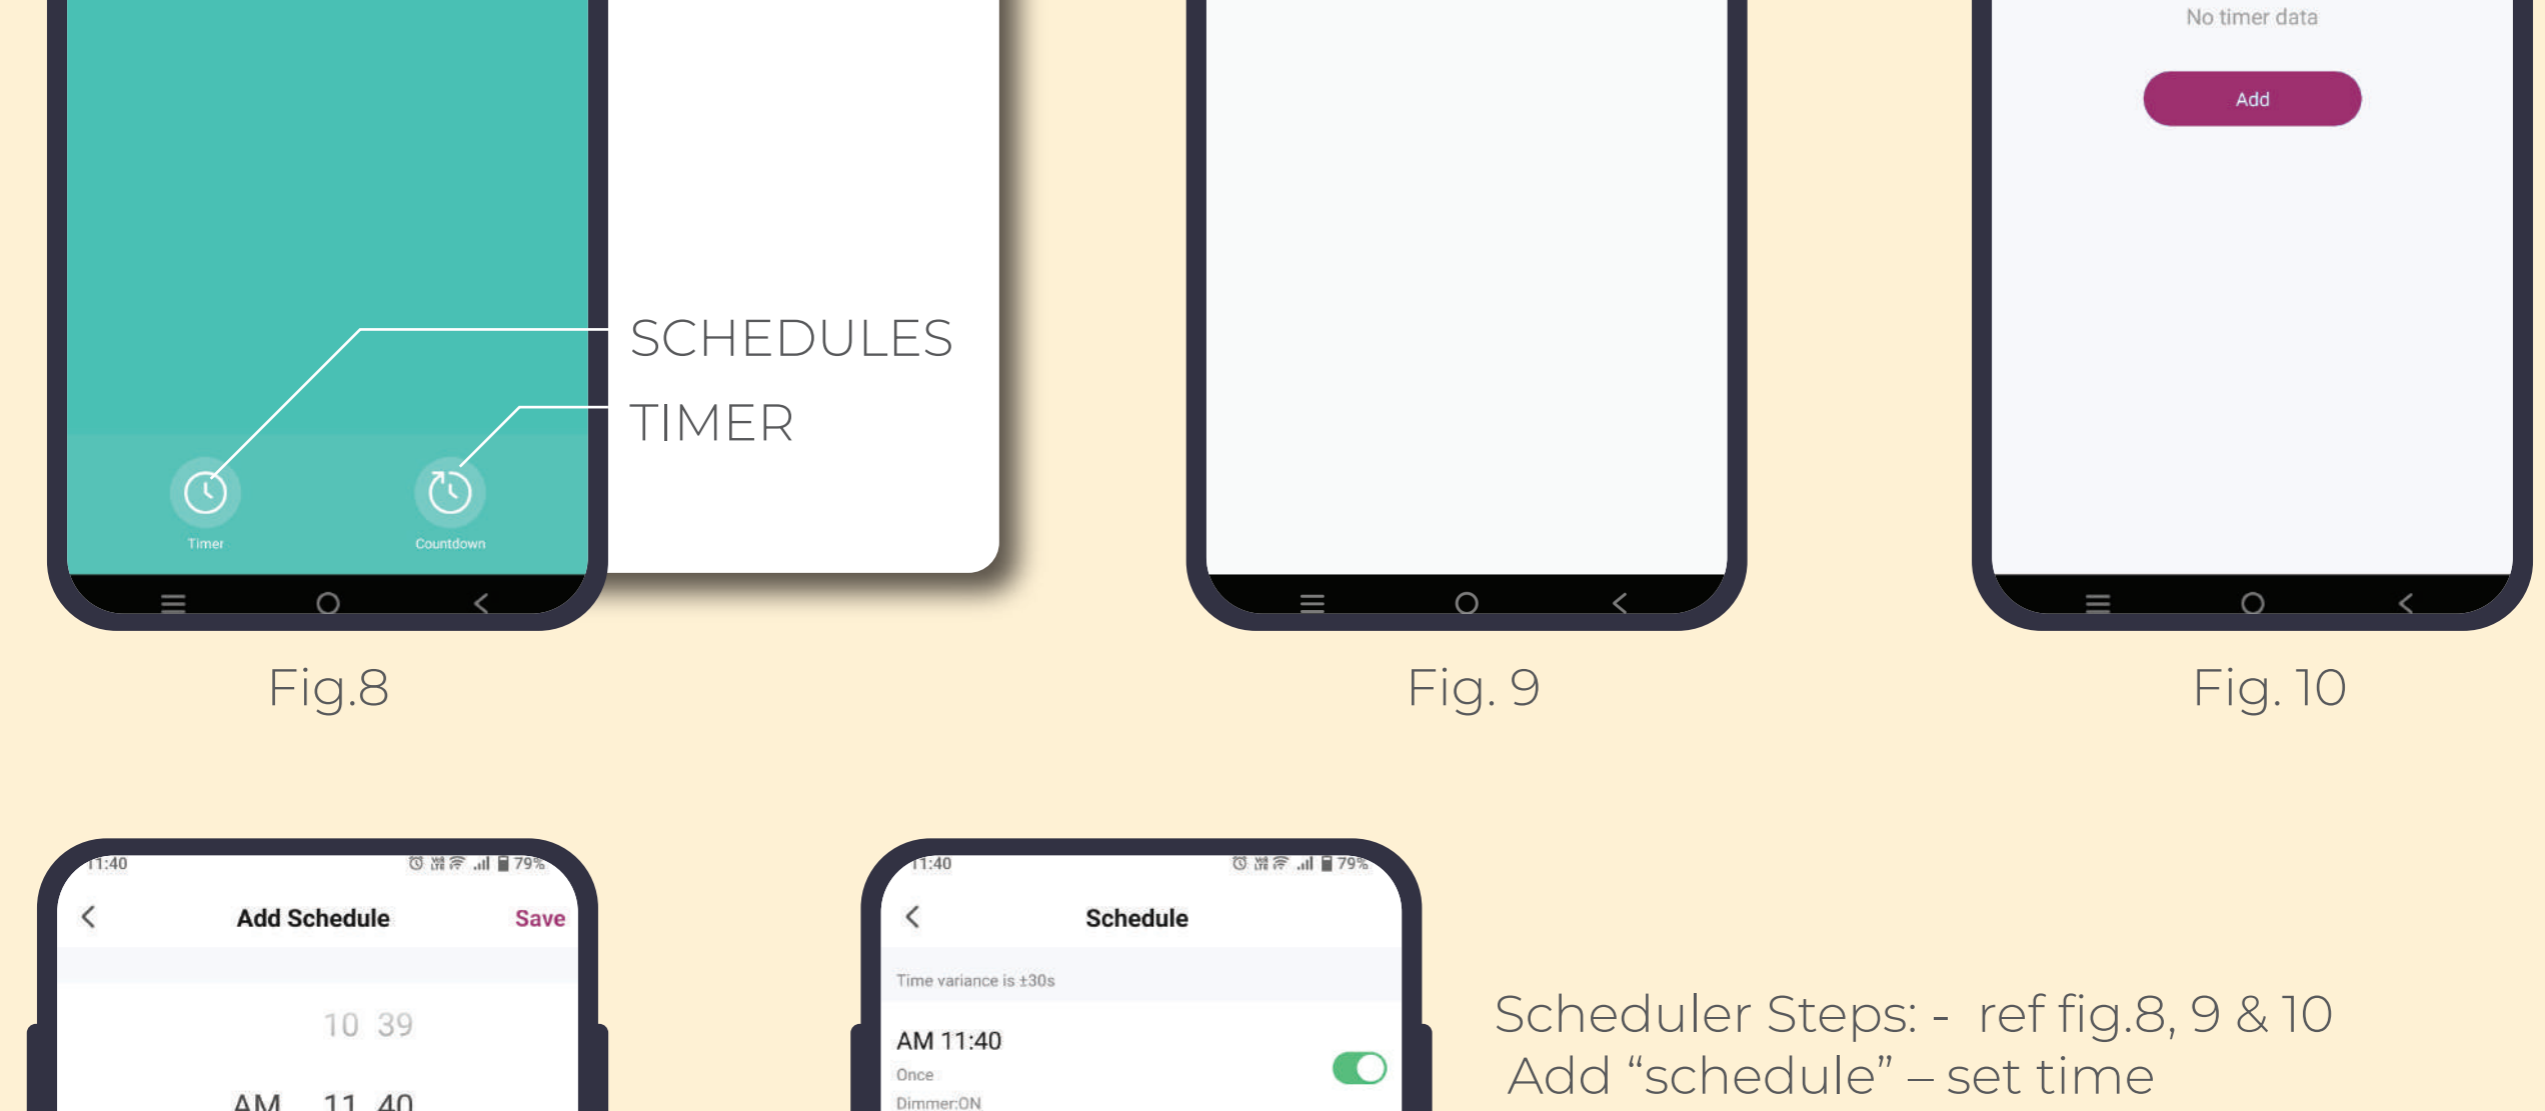 No timer data
Add
SCHEDULES
TIMER
Timer
Countdown
Fig.8
Fig. 9
Fig. 10
11:40
79%
Add Schedule
Save
10 39
AM 11 40
11:40
79%
Schedule
Time variance is ±30s
AM 11:40
Once
Dimmer:ON
Scheduler Steps: - ref fig.8, 9 & 10
Add “schedule” – set time